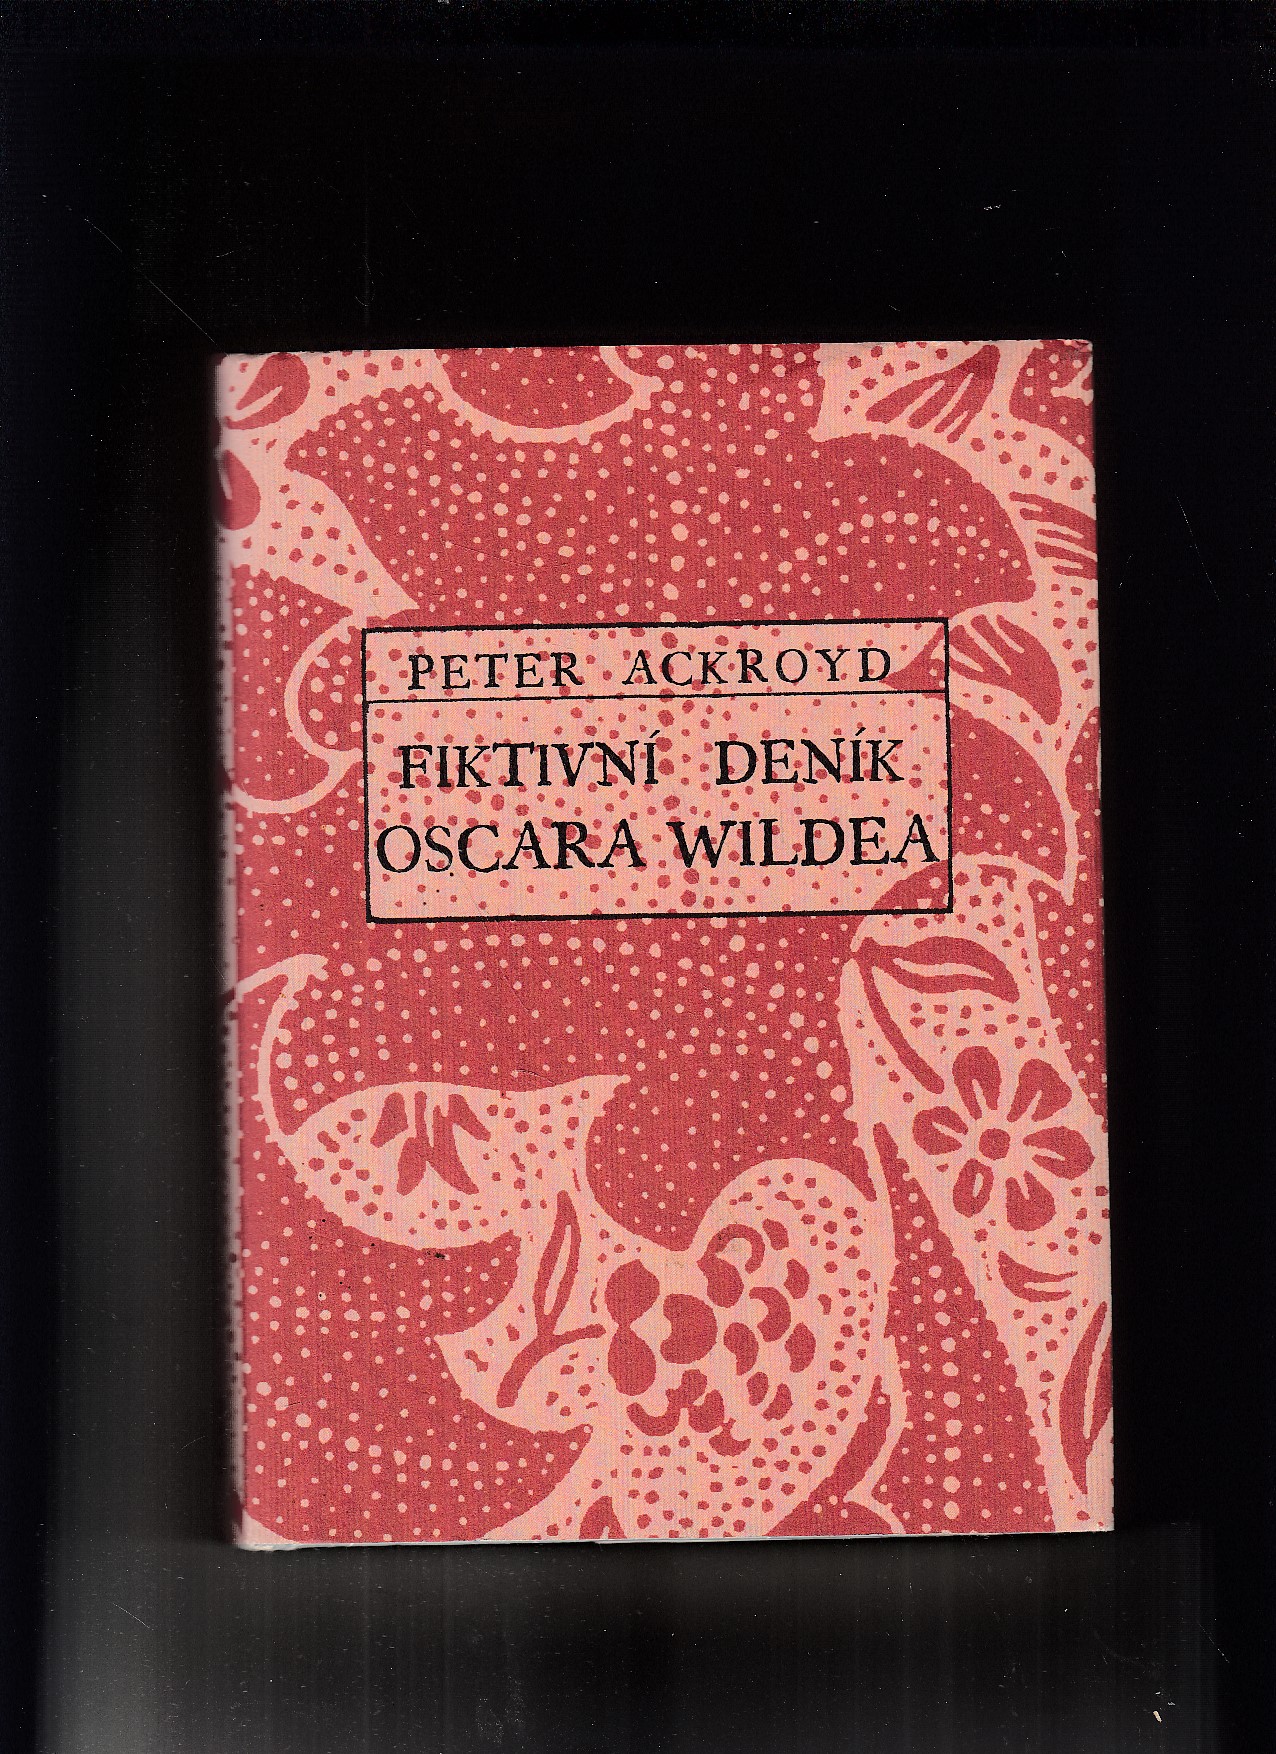 PETER ACKROYD
FIKTIVNÍ DENÍK
OSCARA WILDEA